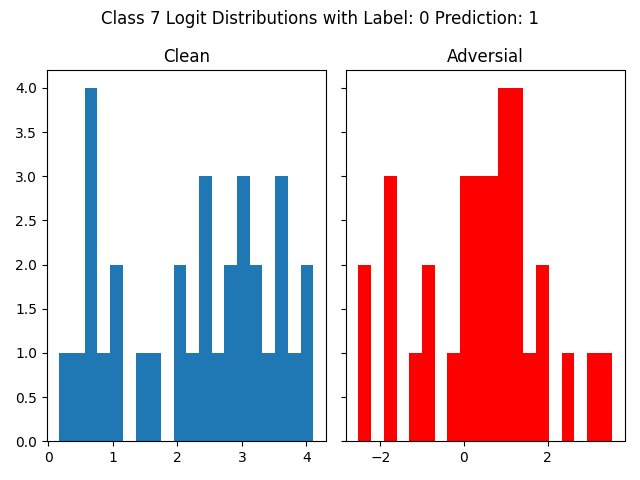 Class 7 Logit Distributions with Label: 0 Prediction: 1
Clean
Adversial
4.0
3.5
3.0
2.5
2.0
1.5
1.0
0.5
0.0
0 1 2 3 4
−2 0 2